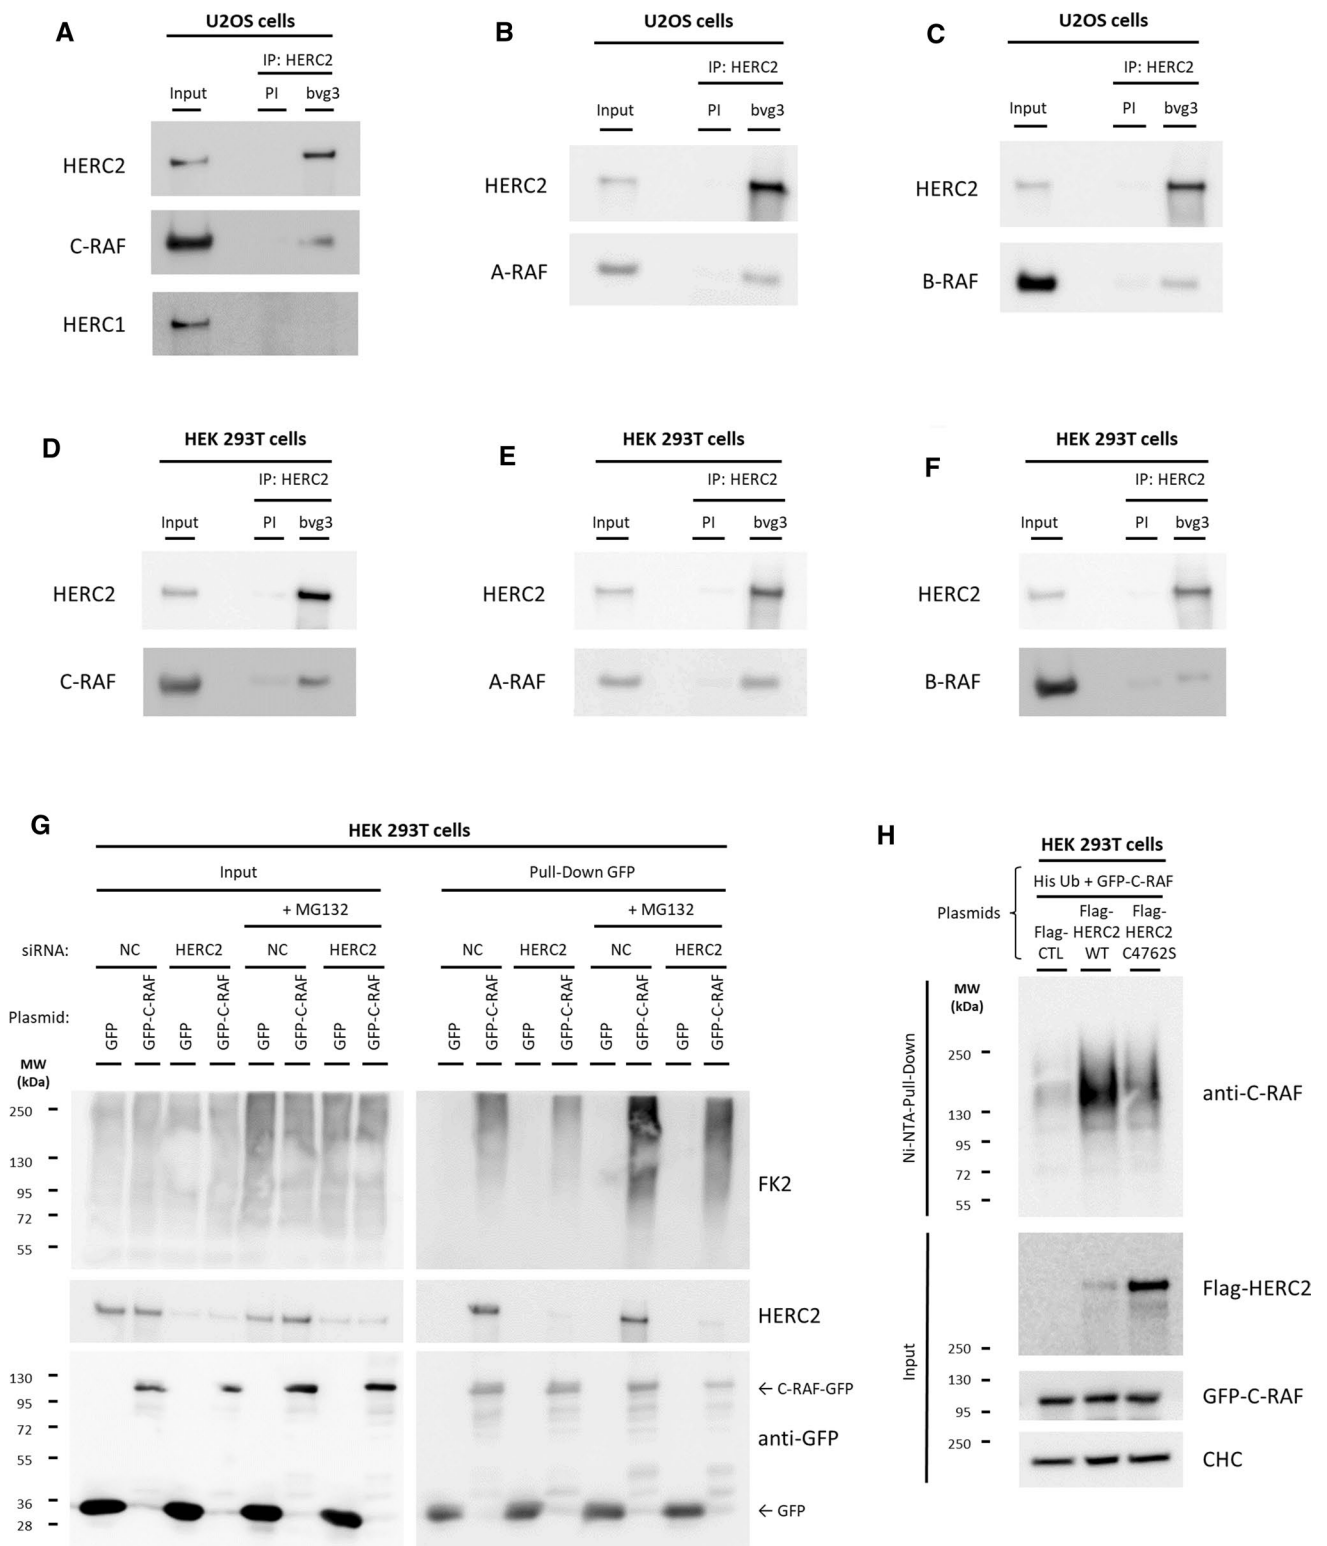 A
U2OS cells
IP: HERC2
Input PI bvg3
HERC2
C-RAF
HERC1
B
U2OS cells
IP: HERC2
Input PI bvg3
HERC2
A-RAF
C
U2OS cells
IP: HERC2
Input PI bvg3
HERC2
B-RAF
D
HEK 293T cells
IP: HERC2
Input PI bvg3
HERC2
C-RAF
E
HEK 293T cells
IP: HERC2
Input PI bvg3
HERC2
A-RAF
F
HEK 293T cells
IP: HERC2
Input PI bvg3
HERC2
B-RAF
G
HEK 293T cells
Input Pull-Down GFP
+ MG132 + MG132
siRNA: NC HERC2 NC HERC2 NC HERC2 NC HERC2
Plasmid: GFP GFP-C-RAF GFP GFP-C-RAF GFP GFP-C-RAF GFP GFP-C-RAF GFP GFP-C-RAF GFP GFP-C-RAF GFP GFP-C-RAF GFP GFP-C-RAF
MW
(kDa)
250
130
95
72
55
FK2
HERC2
130
95
72
55
36
28
← C-RAF-GFP
anti-GFP
← GFP
H
HEK 293T cells
Plasmids
His Ub + GFP-C-RAF
Flag-CTL
Flag-HERC2 WT
Flag-HERC2 C4762S
MW
(kDa)
Ni-NTA-Pull-Down
250
130
95
72
55
anti-C-RAF
Input
Flag-HERC2
250
130
GFP-C-RAF
95
250
CHC